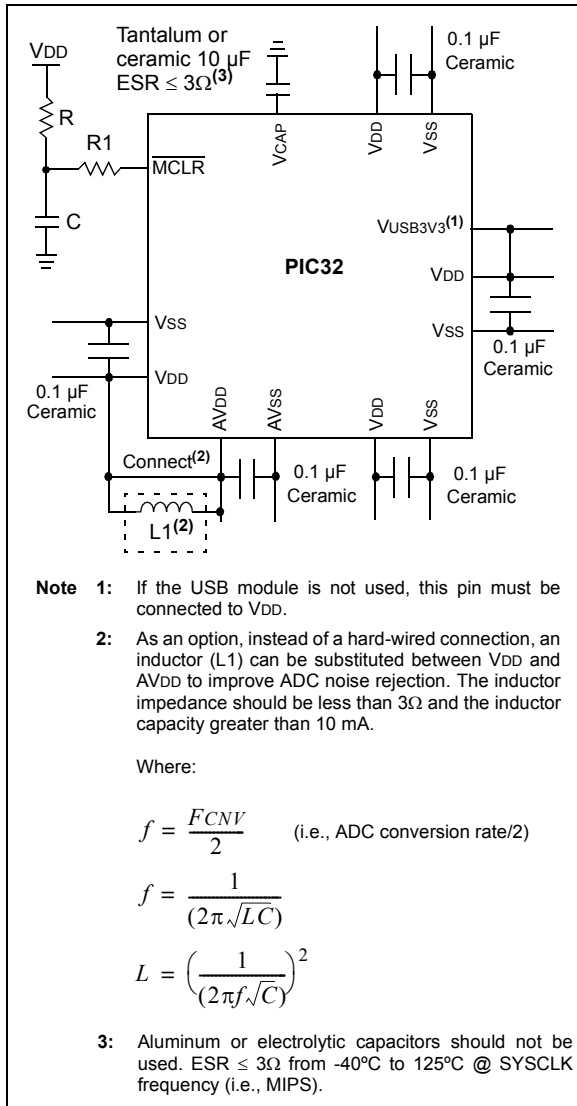 Tantalum or
ceramic 10 µF
ESR ≤ 3Ω(3)
0.1 µF
Ceramic
VDD
R
R1
C
MCLR
VCAP
VDD
VSS
VUSB3V3(1)
VDD
VSS
PIC32
0.1 µF
Ceramic
VSS
VDD
0.1 µF
Ceramic
AVDD
AVSS
VDD
VSS
Connect(2)
L1(2)
0.1 µF
Ceramic
0.1 µF
Ceramic
Note 1: If the USB module is not used, this pin must be
connected to VDD.
2: As an option, instead of a hard-wired connection, an
inductor (L1) can be substituted between VDD and
AVDD to improve ADC noise rejection. The inductor
impedance should be less than 3Ω and the inductor
capacity greater than 10 mA.
Where:
f = FCNV / 2 (i.e., ADC conversion rate/2)
f = 1 / (2π√LC)
L = (1 / (2πf√C))²
3: Aluminum or electrolytic capacitors should not be
used. ESR ≤ 3Ω from -40ºC to 125ºC @ SYSCLK
frequency (i.e., MIPS).